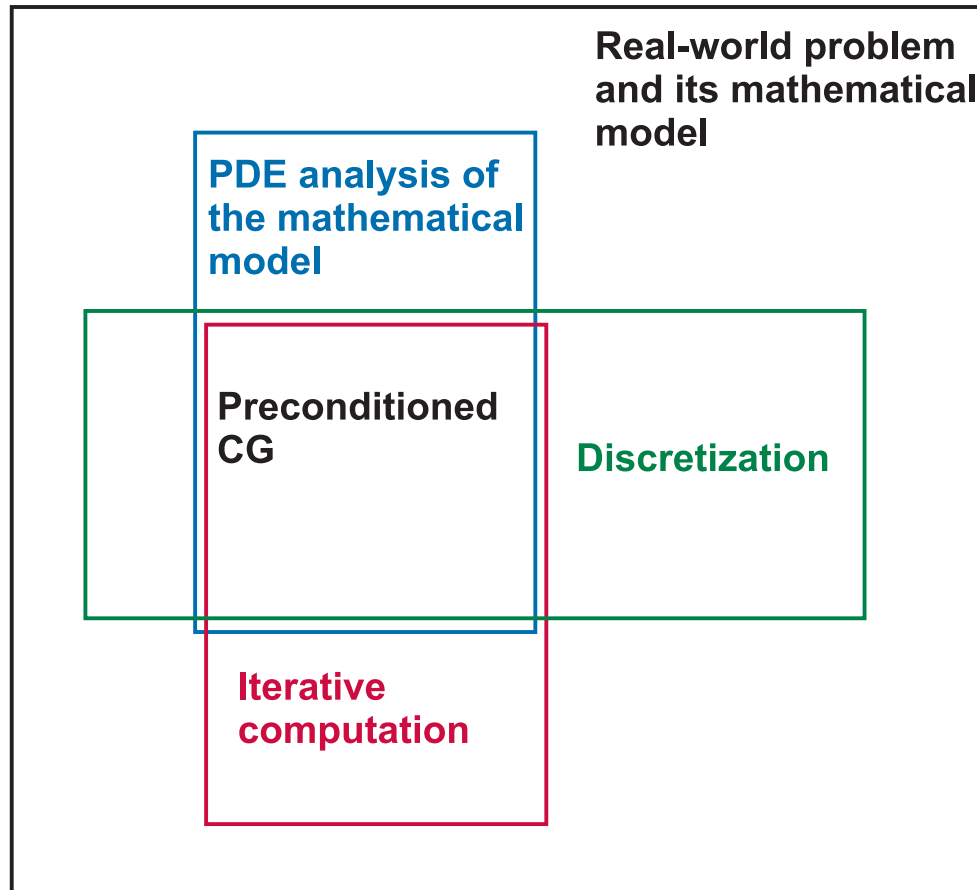 Real-world problem
and its mathematical
model
PDE analysis of
the mathematical
model
Preconditioned
CG
Discretization
Iterative
computation